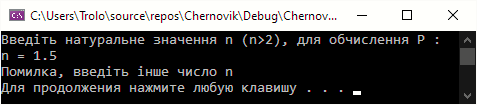 C:\Users\Trolo\source\repos\Chernovik\Debug\Chernov...
Введіть натуральне значення n (n>2), для обчислення P :
n = 1.5
Помилка, введіть інше число n
Для продолжения нажмите любую клавишу . . .